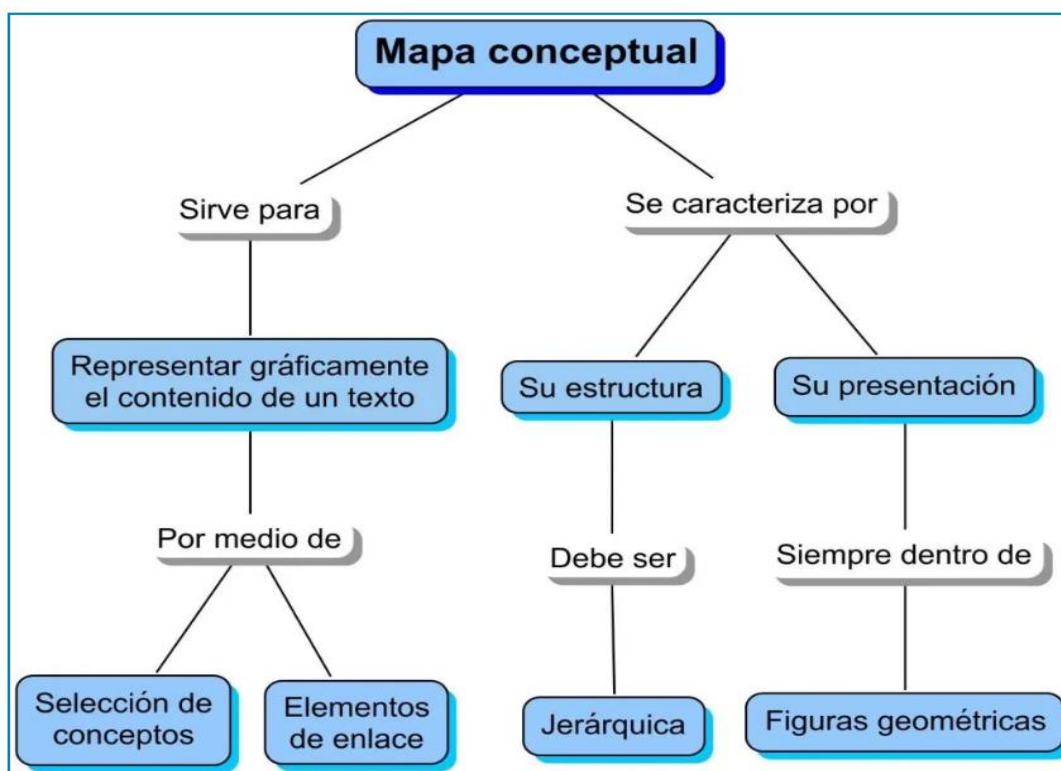 Mapa conceptual
Sirve para
Se caracteriza por
Representar gráficamente
el contenido de un texto
Su estructura
Su presentación
Por medio de
Debe ser
Siempre dentro de
Selección de
conceptos
Elementos
de enlace
Jerárquica
Figuras geométricas